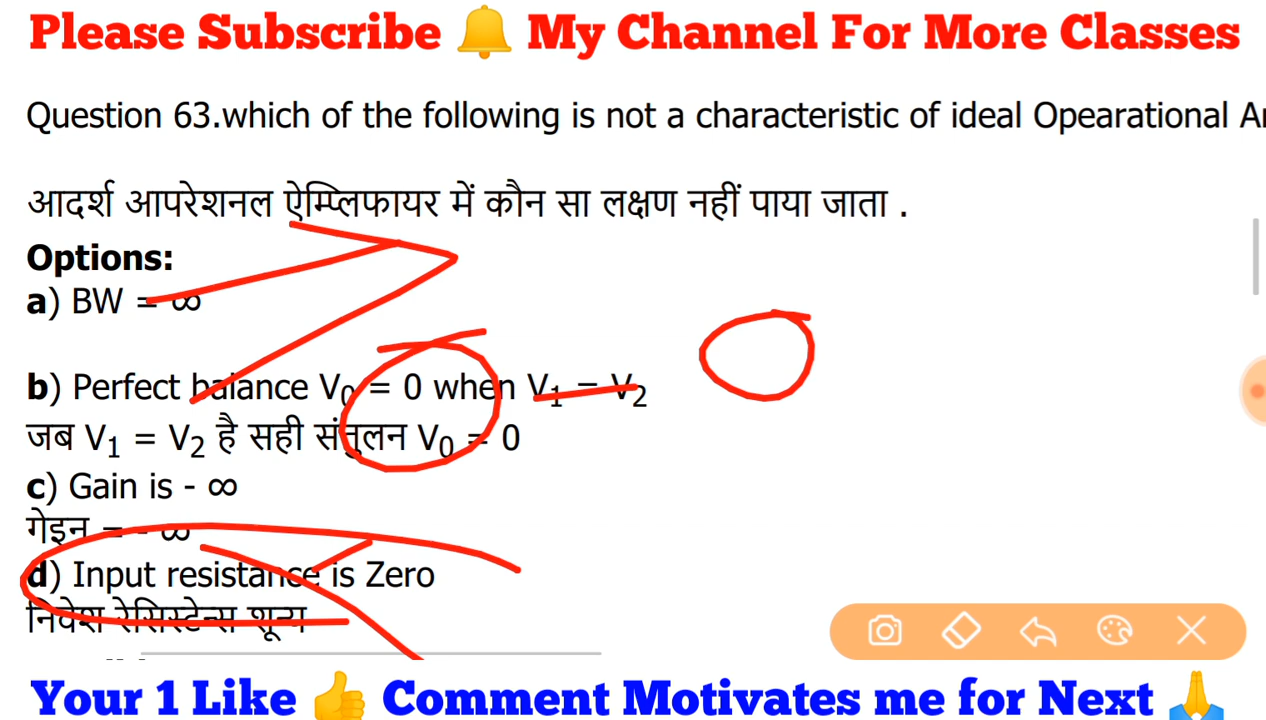 Please Subscribe 🔔 My Channel For More Classes
Question 63.which of the following is not a characteristic of ideal Opearational
आदर्श आपरेशनल ऐम्प्लिफायर में कौन सा लक्षण नहीं पाया जाता .
Options:
a) BW = ∞
b) Perfect balance V₀ = 0 when V₁ = V₂
जब V₁ = V₂ है सही संतुलन V₀ = 0
c) Gain is - ∞
गेइन = - ∞
d) Input resistance is Zero
निवेश रेसिस्टेन्स शून्य
Your 1 Like 👍 Comment Motivates me for Next 🙏